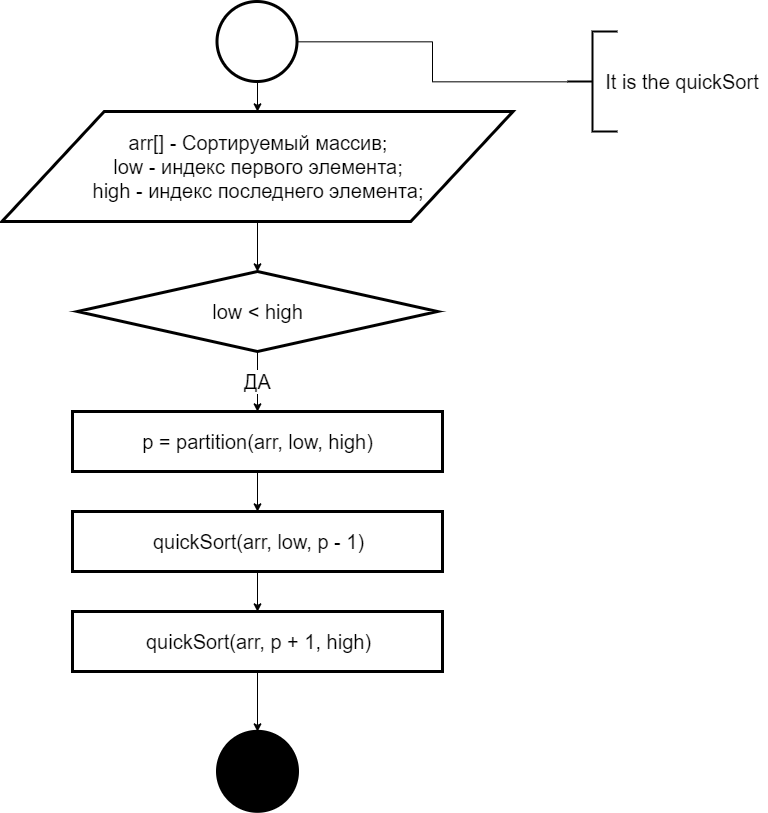 It is the quickSort
arr[] - Сортируемый массив;
low - индекс первого элемента;
high - индекс последнего элемента;
low < high
ДА
p = partition(arr, low, high)
quickSort(arr, low, p - 1)
quickSort(arr, p + 1, high)